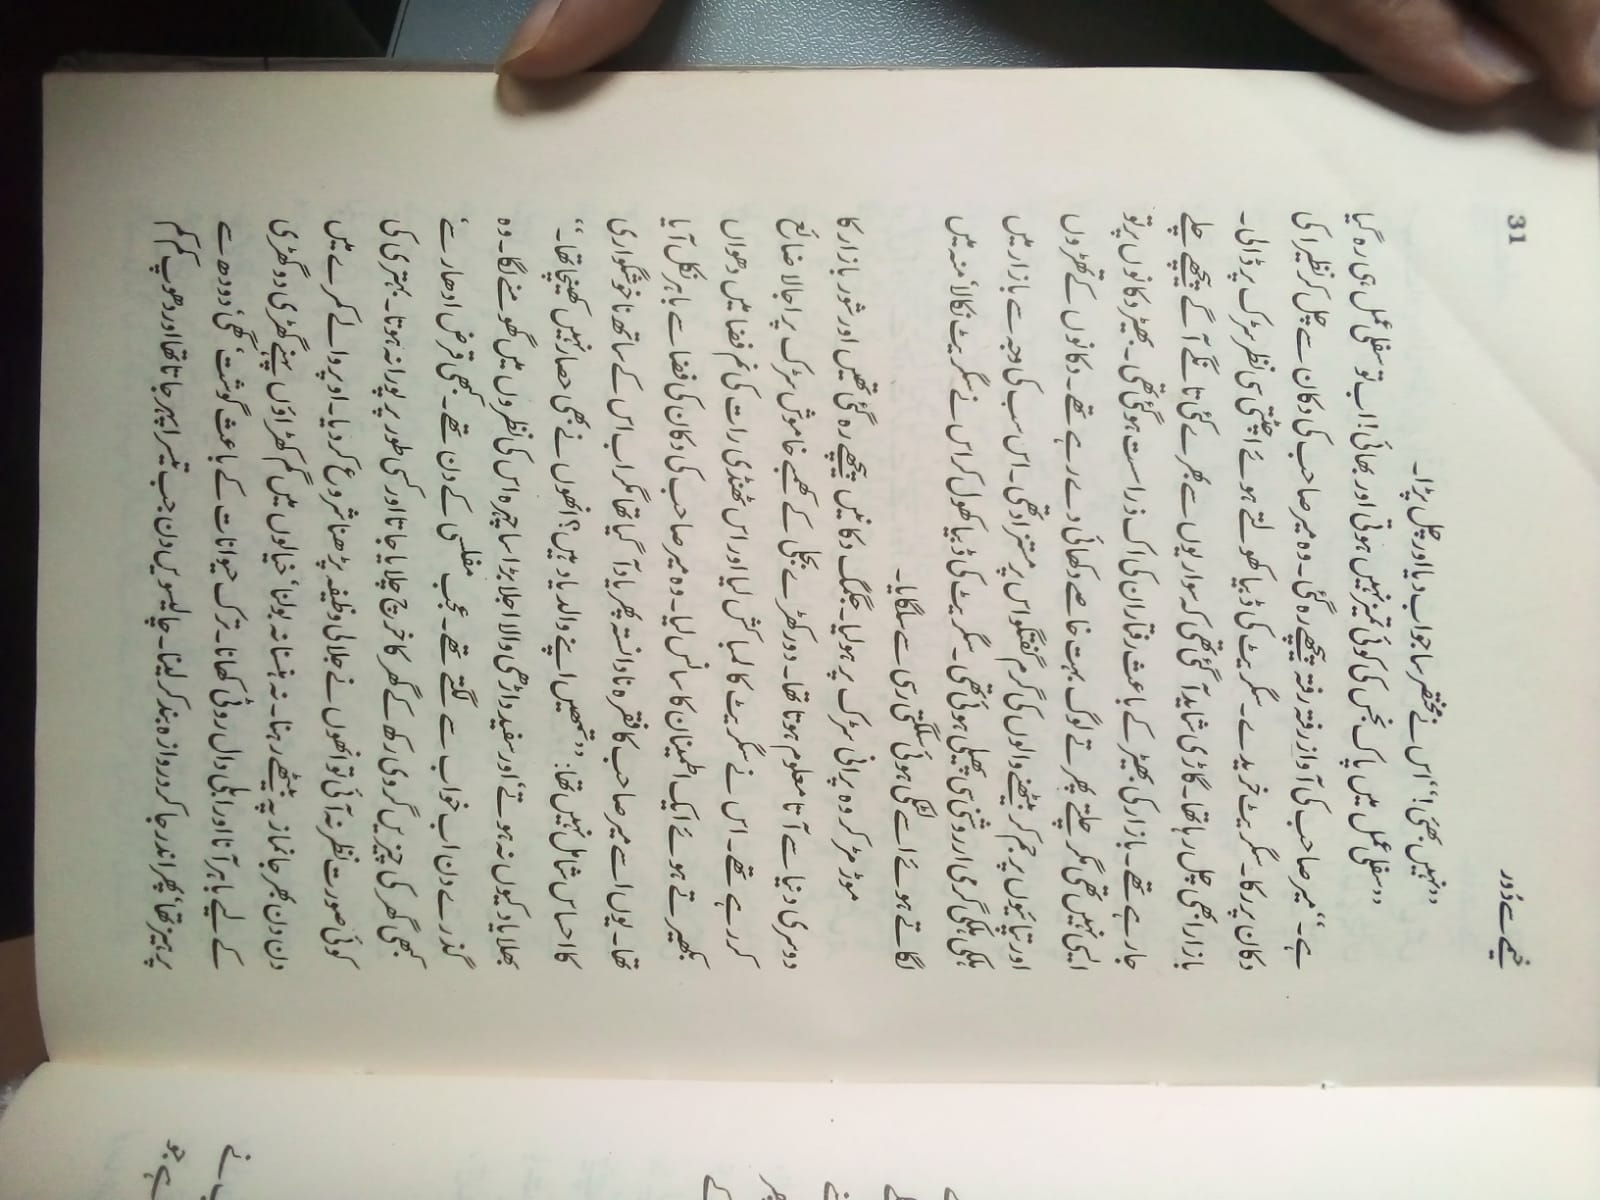 خیمے سے دُور 31
’’نہیں بھئی!‘‘اس نے مختصر سا جواب دیا اور چل پڑا۔
’’سفلی عمل میں پاک نجس کی کوئی تمیز نہیں ہوتی اور بھائی! اب تو سفلی عمل ہی رہ گیا
ہے۔‘‘میر صاحب کی آواز رفتہ رفتہ پیچھے رہ گئی۔ وہ میر صاحب کی دکان سے چل کر نظیرا کی
دکان پر رکا۔ سگریٹ خریدے۔ سگریٹ کی ڈبیا کھولتے ہوئے اچٹتی سی نظر سڑک پر ڈالی۔
بازار ابھی چل رہا تھا۔ گاڑی شاید آ گئی تھی کہ سواریوں سے بھرے کئی تانگے آگے پیچھے چلے
جا رہے تھے۔ بازار کی بھیڑ کے باعث رفتار ان کی اک ذرا سست ہو گئی تھی۔ بھیڑ دکانوں پر تو
ایسی نہیں تھی مگر چلتے پھرتے لوگ بہت خاصے دکھائی دے رہے تھے۔ دکانوں کے تھڑوں
اور تپائیوں پر جم کر بیٹھنے والوں کی گرم گفتگو اس پر مستزاد تھی۔ اس سب کی وجہ سے بازار میں
ہلکی ہلکی گرمی ارر روشنی سی پھیلی ہوئی تھی۔ سگریٹ کی ڈبیا کھول کر اس نے سگریٹ نکالا‘ منہ میں
لگاتے ہوئے اسے لٹکی ہوئی سلگتی رسی سے سلگایا۔
موڑ مڑ کر وہ پرانی سڑک پر ہو لیا۔ جگمگ دکانیں پیچھے رہ گئی تھیں اور شور بازار کا
دوسری دنیا سے آتا معلوم ہوتا تھا۔ دور کھڑے بجلی کے کھمبے خاموش سڑک پر اجالا ضائع
کر رہے تھے۔ اس نے سگریٹ کا لمبا کش لیا اور اس ٹھنڈی رات کی نم فضا میں دھواں
بکھیرتے ہوئے ایک اطمینان کا سانس لیا۔ وہ میر صاحب کی دکان کی فضا سے باہر نکل آیا
تھا۔ یوں اسے میر صاحب کا فقرہ نادانستہ پھر یاد آ گیا تھا مگر اب اس کے ساتھ ناخوشگواری
کا احساس شامل نہیں تھا: ’’تمھیں اپنے والد یاد ہیں؟ انھوں نے بھی حصار نہیں کھینچا تھا۔‘‘
بھلا یاد کیوں نہ ہوتے‘ اور سفید داڑھی والا اجلا بڑا سا چہرہ اس کی نظروں میں گھومنے لگا۔ وہ
گذرے دن اب خواب سے لگتے تھے۔ عجب مفلسی کے دن تھے۔ کبھی قرض ادھار سے‘
کبھی گھر کی چیزیں گروی رکھ کے گھر کا خرچ چلایا جاتا اور کسی طور پر پورا نہ ہوتا۔ بہتری کی
کوئی صورت نظر نہ آئی تو انھوں نے جلالی وظیفہ پڑھنا شروع کر دیا۔ اوپر والے کمرے میں
دن دن بھر جانماز پہ بیٹھے رہنا۔ نہ ہنسنا نہ بولنا‘ خیالوں میں گم کھڑاؤں پہنے گھڑی دو گھڑی
کے لیے باہر آنا اور ابلی دال روٹی کھانا۔ ترک حیوانات کے باعث گوشت‘ گھی‘ دودھ سے
پرہیز تھا‘ پھر اندر جا کر دروازہ بند کر لینا۔ چالیسویں دن جب تیسرا پہر جاتا تھا اور دھوپ کم کم